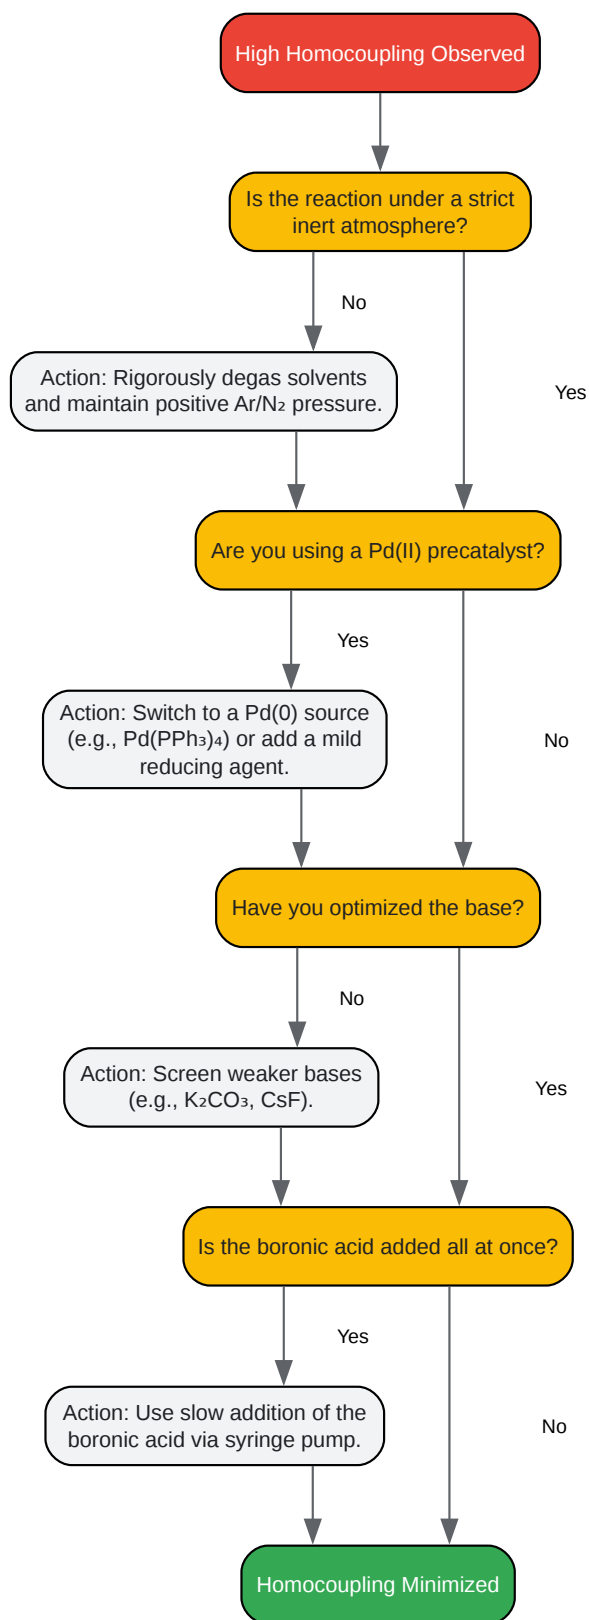 High Homocoupling Observed
Is the reaction under a strict
inert atmosphere?
No
Action: Rigorously degas solvents
and maintain positive Ar/N₂ pressure.
Yes
Are you using a Pd(II) precatalyst?
Yes
Action: Switch to a Pd(0) source
(e.g., Pd(PPh₃)₄) or add a mild
reducing agent.
No
Have you optimized the base?
No
Action: Screen weaker bases
(e.g., K₂CO₃, CsF).
Yes
Is the boronic acid added all at once?
Yes
Action: Use slow addition of the
boronic acid via syringe pump.
No
Homocoupling Minimized